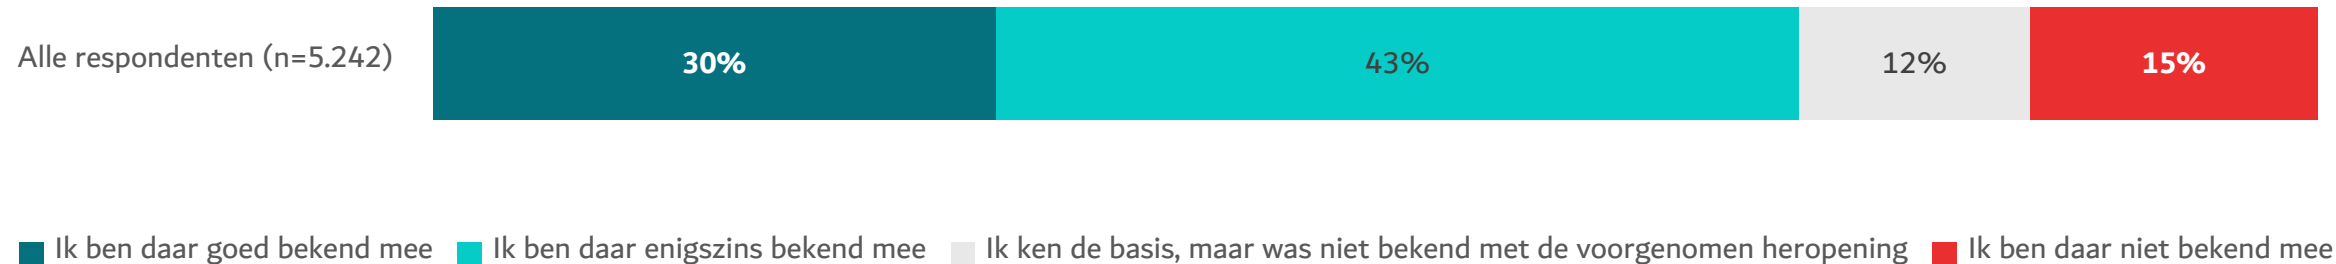 Alle respondenten (n=5.242) 30% 43% 12% 15%
Ik ben daar goed bekend mee Ik ben daar enigszins bekend mee Ik ken de basis, maar was niet bekend met de voorgenomen heropening Ik ben daar niet bekend mee